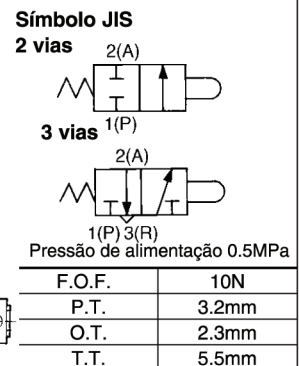 Símbolo JIS
2 vias
2(A)
1(P)
3 vias
2(A)
1(P) 3(R)
Pressão de alimentação 0.5MPa
F.O.F. 10N
P.T. 3.2mm
O.T. 2.3mm
T.T. 5.5mm